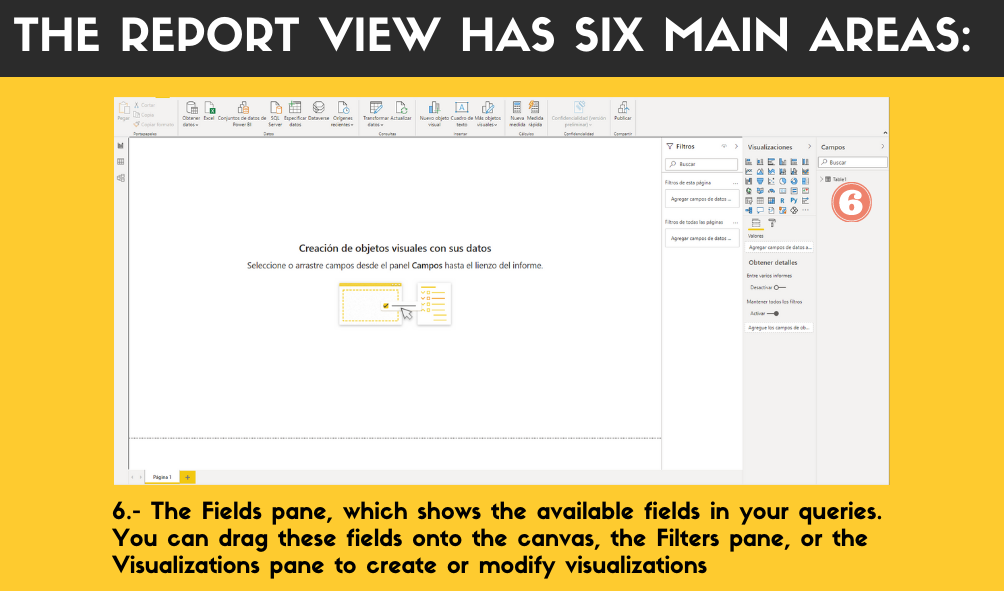 THE REPORT VIEW HAS SIX MAIN AREAS:
Pegar
Cortar
Copiar
Copiar formato
Portapapeles
Obtener datos
Excel
Conjuntos de datos de Power BI
SQL Server
Especificar datos
Dataverse
Orígenes recientes
Datos
Transformar datos
Actualizar
Consultas
Nuevo objeto visual
Cuadro de texto
Más objetos visuales
Insertar
Nueva medida
Medida rápida
Cálculos
Confidencialidad (versión preliminar)
Confidencialidad
Publicar
Compartir
Filtros
Buscar
Filtros de esta página
...
Agregar campos de datos ...
Filtros de todas las páginas
...
Agregar campos de datos ...
Visualizaciones
R
Py
...
Valores
Agregar campos de datos a...
Obtener detalles
Entre varios informes
Desactivar
Mantener todos los filtros
Activar
Agregue los campos de ob...
Campos
Buscar
Table1
6
Creación de objetos visuales con sus datos
Seleccione o arrastre campos desde el panel Campos hasta el lienzo del informe.
Página 1
+
6.- The Fields pane, which shows the available fields in your queries.
You can drag these fields onto the canvas, the Filters pane, or the
Visualizations pane to create or modify visualizations